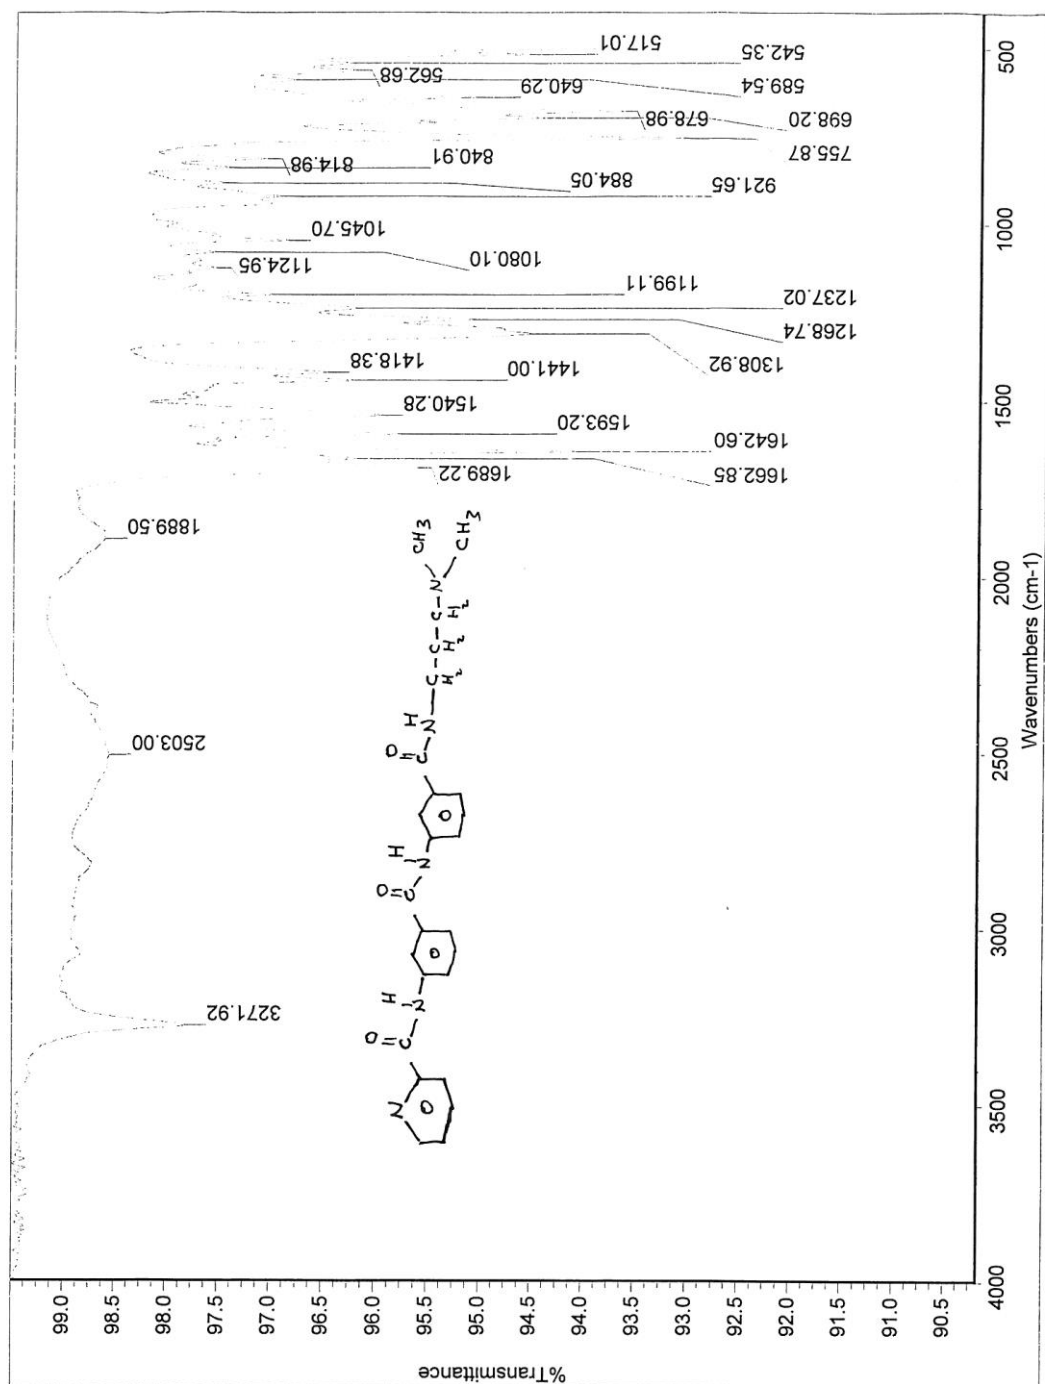 3271.92
2503.00
1889.50
1689.22
1662.85
1642.60
1593.20
1540.28
1441.00
1418.38
1308.92
1268.74
1237.02
1199.11
1124.95
1080.10
1045.70
921.65
884.05
840.91
814.98
755.87
698.20
678.98
640.29
589.54
562.68
542.35
517.01
N
O
C
H
N
O
C
H
N
O
C
H
N
C - C - C - N
H2 H2 H2
CH3
CH3
%Transmittance
99.0
98.5
98.0
97.5
97.0
96.5
96.0
95.5
95.0
94.5
94.0
93.5
93.0
92.5
92.0
91.5
91.0
90.5
4000
3500
3000
2500
2000
1500
1000
500
Wavenumbers (cm-1)